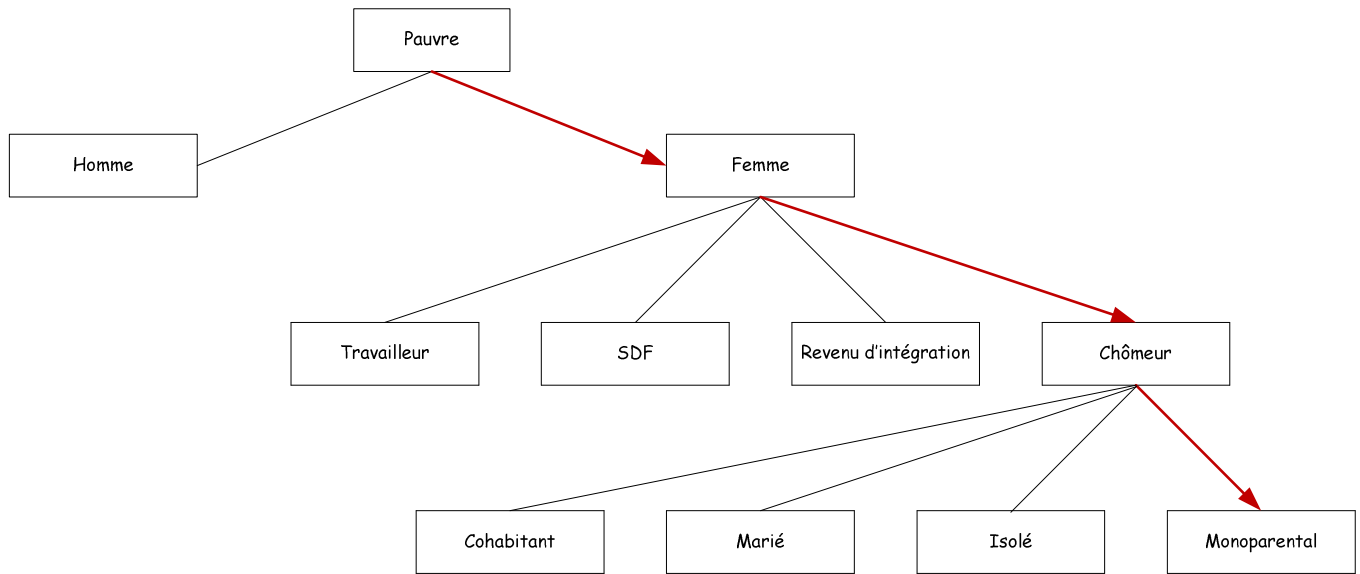 Pauvre
Homme
Femme
Travailleur
SDF
Revenu d'intégration
Chômeur
Cohabitant
Marié
Isolé
Monoparental